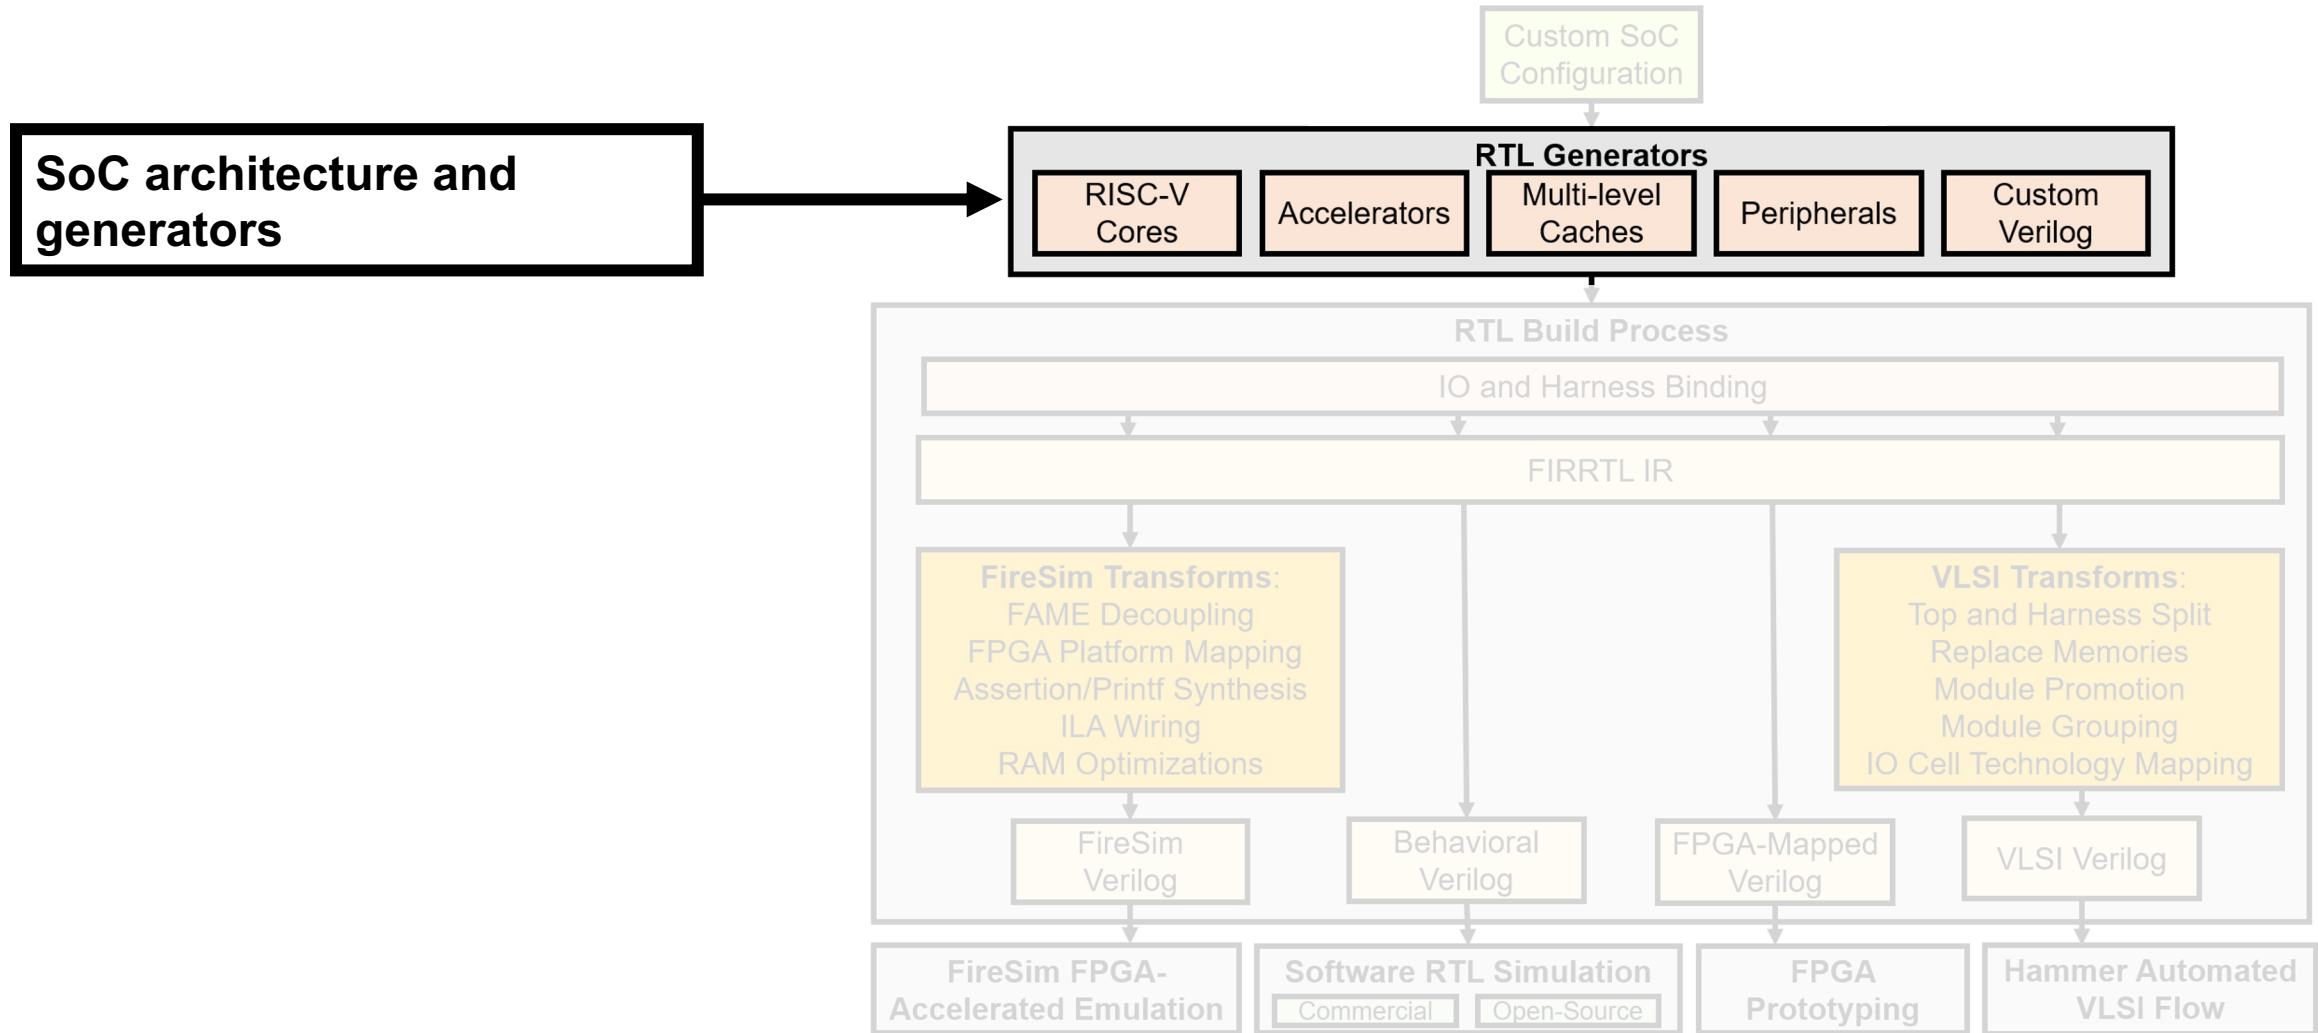 Custom SoC
Configuration
SoC architecture and
generators
RTL Generators
RISC-V
Cores
Accelerators
Multi-level
Caches
Peripherals
Custom
Verilog
RTL Build Process
IO and Harness Binding
FIRRTL IR
FireSim Transforms:
FAME Decoupling
FPGA Platform Mapping
Assertion/Printf Synthesis
ILA Wiring
RAM Optimizations
VLSI Transforms:
Top and Harness Split
Replace Memories
Module Promotion
Module Grouping
IO Cell Technology Mapping
FireSim
Verilog
Behavioral
Verilog
FPGA-Mapped
Verilog
VLSI Verilog
FireSim FPGA-
Accelerated Emulation
Software RTL Simulation
Commercial
Open-Source
FPGA
Prototyping
Hammer Automated
VLSI Flow